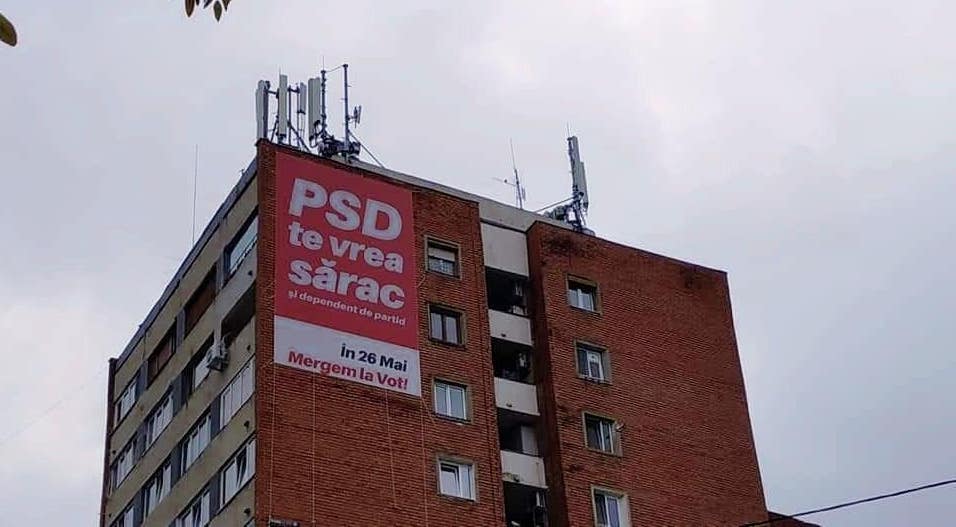 PSD
te vrea
sărac
și dependent de partid
în 26 Mai
Mergem la Vot!